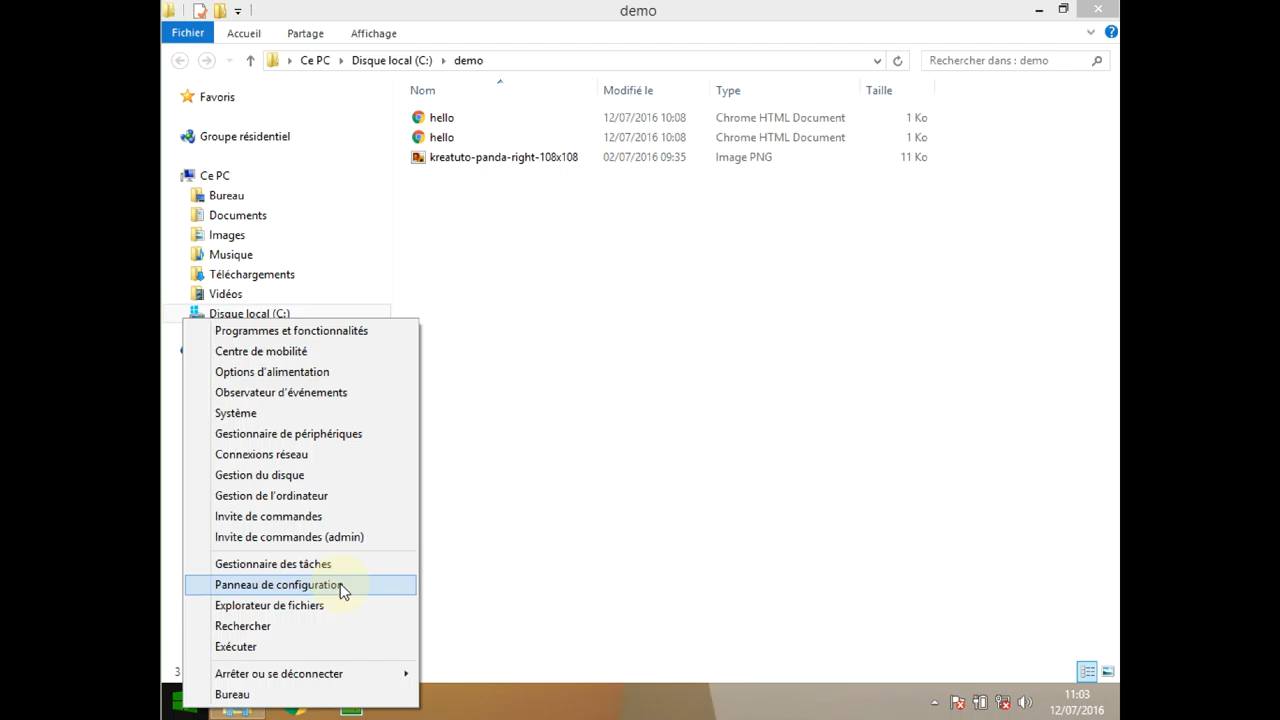 demo
Fichier Accueil Partage Affichage
Ce PC Disque local (C:) demo Rechercher dans : demo
Nom Modifié le Type Taille
Favoris
Groupe résidentiel
Ce PC
Bureau
Documents
Images
Musique
Téléchargements
Vidéos
Disque local (C:)
hello 12/07/2016 10:08 Chrome HTML Document 1 Ko
hello 12/07/2016 10:08 Chrome HTML Document 1 Ko
kreatuto-panda-right-108x108 02/07/2016 09:35 Image PNG 11 Ko
Programmes et fonctionnalités
Centre de mobilité
Options d'alimentation
Observateur d'événements
Système
Gestionnaire de périphériques
Connexions réseau
Gestion du disque
Gestion de l'ordinateur
Invite de commandes
Invite de commandes (admin)
Gestionnaire des tâches
Panneau de configuration
Explorateur de fichiers
Rechercher
Exécuter
Arrêter ou se déconnecter
Bureau
3
11:03
12/07/2016